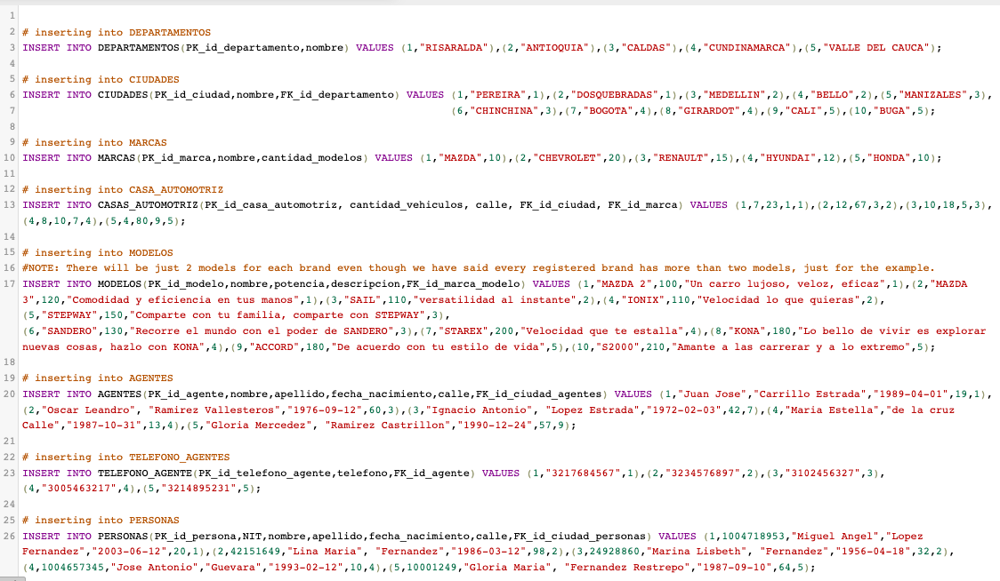 1
2 # inserting into DEPARTAMENTOS
3 INSERT INTO DEPARTAMENTOS(PK_id_departamento,nombre) VALUES (1,"RISARALDA"),(2,"ANTIOQUIA"),(3,"CALDAS"),(4,"CUNDINAMARCA"),(5,"VALLE DEL CAUCA");
4
5 # inserting into CIUDADES
6 INSERT INTO CIUDADES(PK_id_ciudad,nombre,FK_id_departamento) VALUES (1,"PEREIRA",1),(2,"DOSQUEBRADAS",1),(3,"MEDELLIN",2),(4,"BELLO",2),(5,"MANIZALES",3),
7 (6,"CHINCHINA",3),(7,"BOGOTA",4),(8,"GIRARDOT",4),(9,"CALI",5),(10,"BUGA",5);
8
9 # inserting into MARCAS
10 INSERT INTO MARCAS(PK_id_marca,nombre,cantidad_modelos) VALUES (1,"MAZDA",10),(2,"CHEVROLET",20),(3,"RENAULT",15),(4,"HYUNDAI",12),(5,"HONDA",10);
11
12 # inserting into CASA_AUTOMOTRIZ
13 INSERT INTO CASAS_AUTOMOTRIZ(PK_id_casa_automotriz, cantidad_vehiculos, calle, FK_id_ciudad, FK_id_marca) VALUES (1,7,23,1,1),(2,12,67,3,2),(3,10,18,5,3),
(4,8,10,7,4),(5,4,80,9,5);
14
15 # inserting into MODELOS
16 #NOTE: There will be just 2 models for each brand even though we have said every registered brand has more than two models, just for the example.
17 INSERT INTO MODELOS(PK_id_modelo,nombre,potencia,descripcion,FK_id_marca_modelo) VALUES (1,"MAZDA 2",100,"Un carro lujoso, veloz, eficaz",1),(2,"MAZDA
3",120,"Comodidad y eficiencia en tus manos",1),(3,"SAIL",110,"versatilidad al instante",2),(4,"IONIX",110,"Velocidad lo que quieras",2),
(5,"STEPWAY",150,"Comparte con tu familia, comparte con STEPWAY",3),
(6,"SANDERO",130,"Recorre el mundo con el poder de SANDERO",3),(7,"STAREX",200,"Velocidad que te estalla",4),(8,"KONA",180,"Lo bello de vivir es explorar
nuevas cosas, hazlo con KONA",4),(9,"ACCORD",180,"De acuerdo con tu estilo de vida",5),(10,"S2000",210,"Amante a las carrerar y a lo extremo",5);
18
19 # inserting into AGENTES
20 INSERT INTO AGENTES(PK_id_agente,nombre,apellido,fecha_nacimiento,calle,FK_id_ciudad_agentes) VALUES (1,"Juan Jose","Carrillo Estrada","1989-04-01",19,1),
(2,"Oscar Leandro", "Ramirez Vallesteros","1976-09-12",60,3),(3,"Ignacio Antonio", "Lopez Estrada","1972-02-03",42,7),(4,"Maria Estella","de la cruz
Calle","1987-10-31",13,4),(5,"Gloria Mercedez", "Ramirez Castrillon","1990-12-24",57,9);
21
22 # inserting into TELEFONO_AGENTES
23 INSERT INTO TELEFONO_AGENTE(PK_id_telefono_agente,telefono,FK_id_agente) VALUES (1,"3217684567",1),(2,"3234576897",2),(3,"3102456327",3),
(4,"3005463217",4),(5,"3214895231",5);
24
25 # inserting into PERSONAS
26 INSERT INTO PERSONAS(PK_id_persona,NIT,nombre,apellido,fecha_nacimiento,calle,FK_id_ciudad_personas) VALUES (1,1004718953,"Miguel Angel","Lopez
Fernandez","2003-06-12",20,1),(2,42151649,"Lina Maria", "Fernandez","1986-03-12",98,2),(3,24928860,"Marina Lisbeth", "Fernandez","1956-04-18",32,2),
(4,1004657345,"Jose Antonio","Guevara","1993-02-12",10,4),(5,10001249,"Gloria Maria", "Fernandez Restrepo","1987-09-10",64,5);